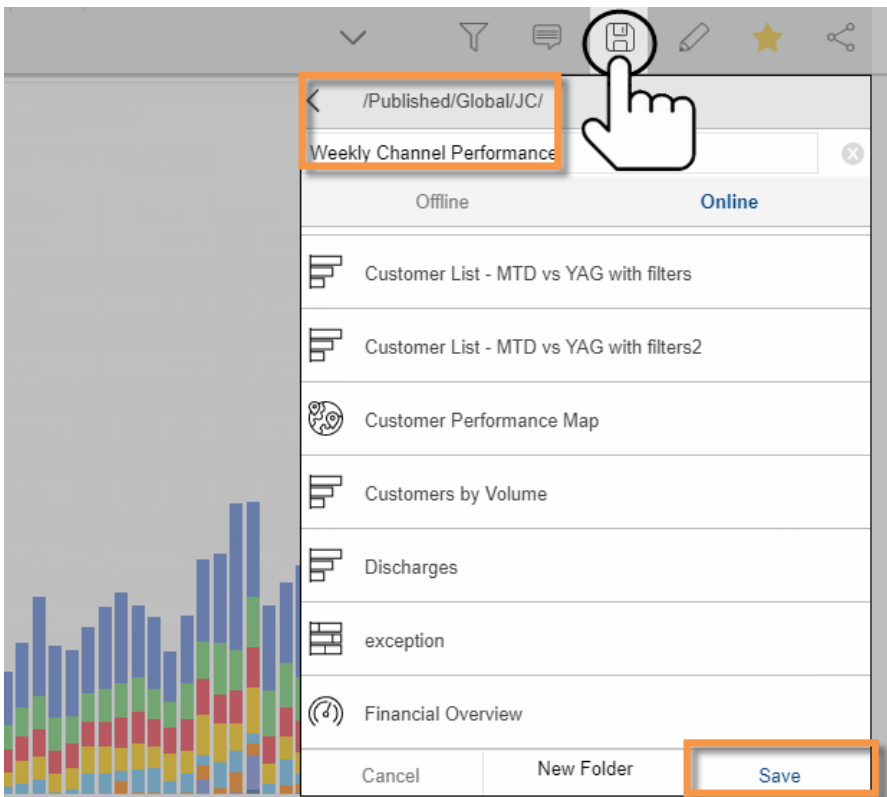 /Published/Global/JC/
Weekly Channel Performance
Offline
Online
Customer List - MTD vs YAG with filters
Customer List - MTD vs YAG with filters2
Customer Performance Map
Customers by Volume
Discharges
exception
Financial Overview
Cancel
New Folder
Save